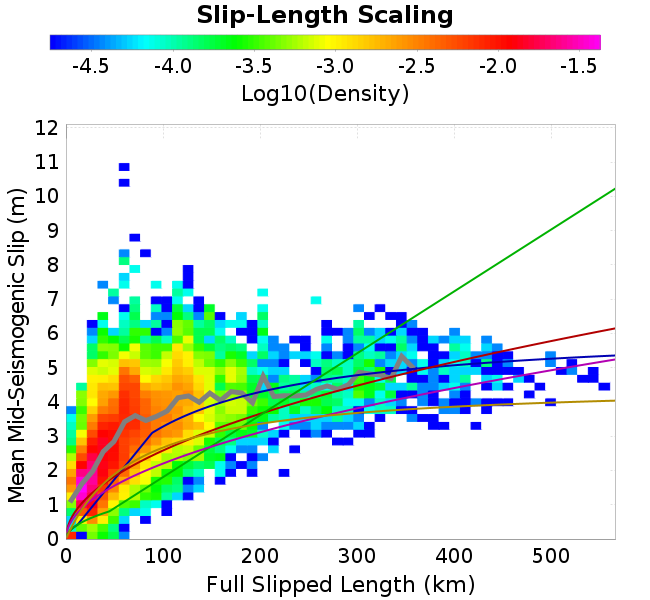 Slip-Length Scaling
-4.5 -4.0 -3.5 -3.0 -2.5 -2.0 -1.5
Log10(Density)
12
11
10
9
8
7
6
5
4
3
2
1
0
Mean Mid-Seismogenic Slip (m)
0 100 200 300 400 500
Full Slipped Length (km)